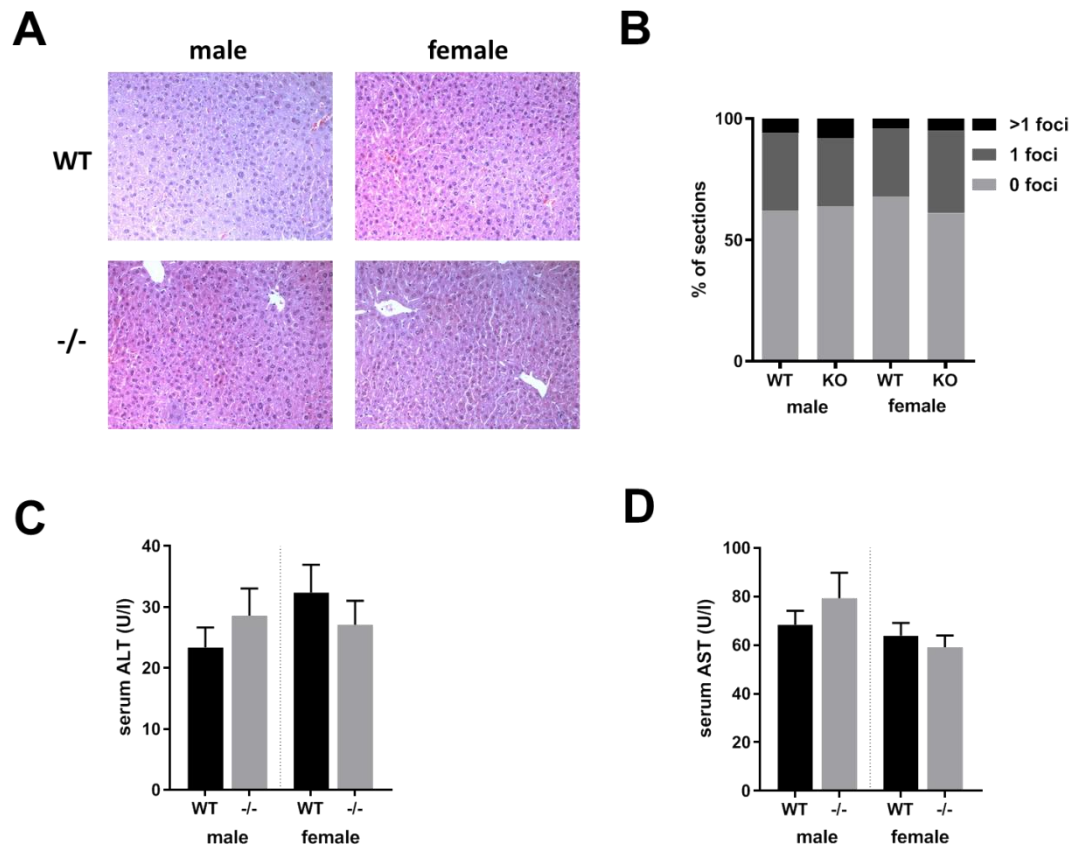 A
male female
WT
-/-
B
% of sections
100
50
0
WT KO WT KO
male female
>1 foci
1 foci
0 foci
C
serum ALT (U/l)
40
30
20
10
0
WT -/- WT -/-
male female
D
serum AST (U/l)
100
80
60
40
20
0
WT -/- WT -/-
male female